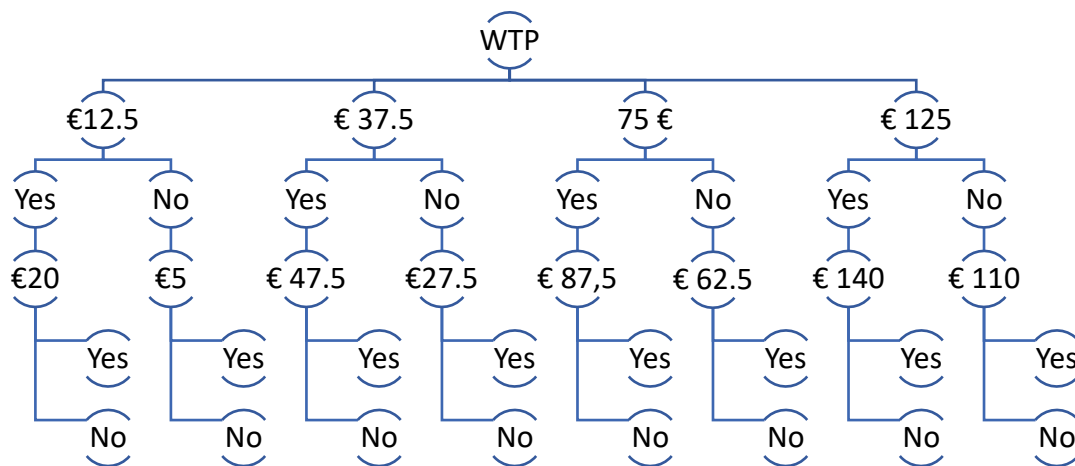 WTP
€12.5 € 37.5 75 € € 125
Yes No Yes No Yes No Yes No
€20 €5 € 47.5 €27.5 € 87,5 € 62.5 € 140 € 110
Yes Yes Yes Yes Yes Yes Yes Yes
No No No No No No No No